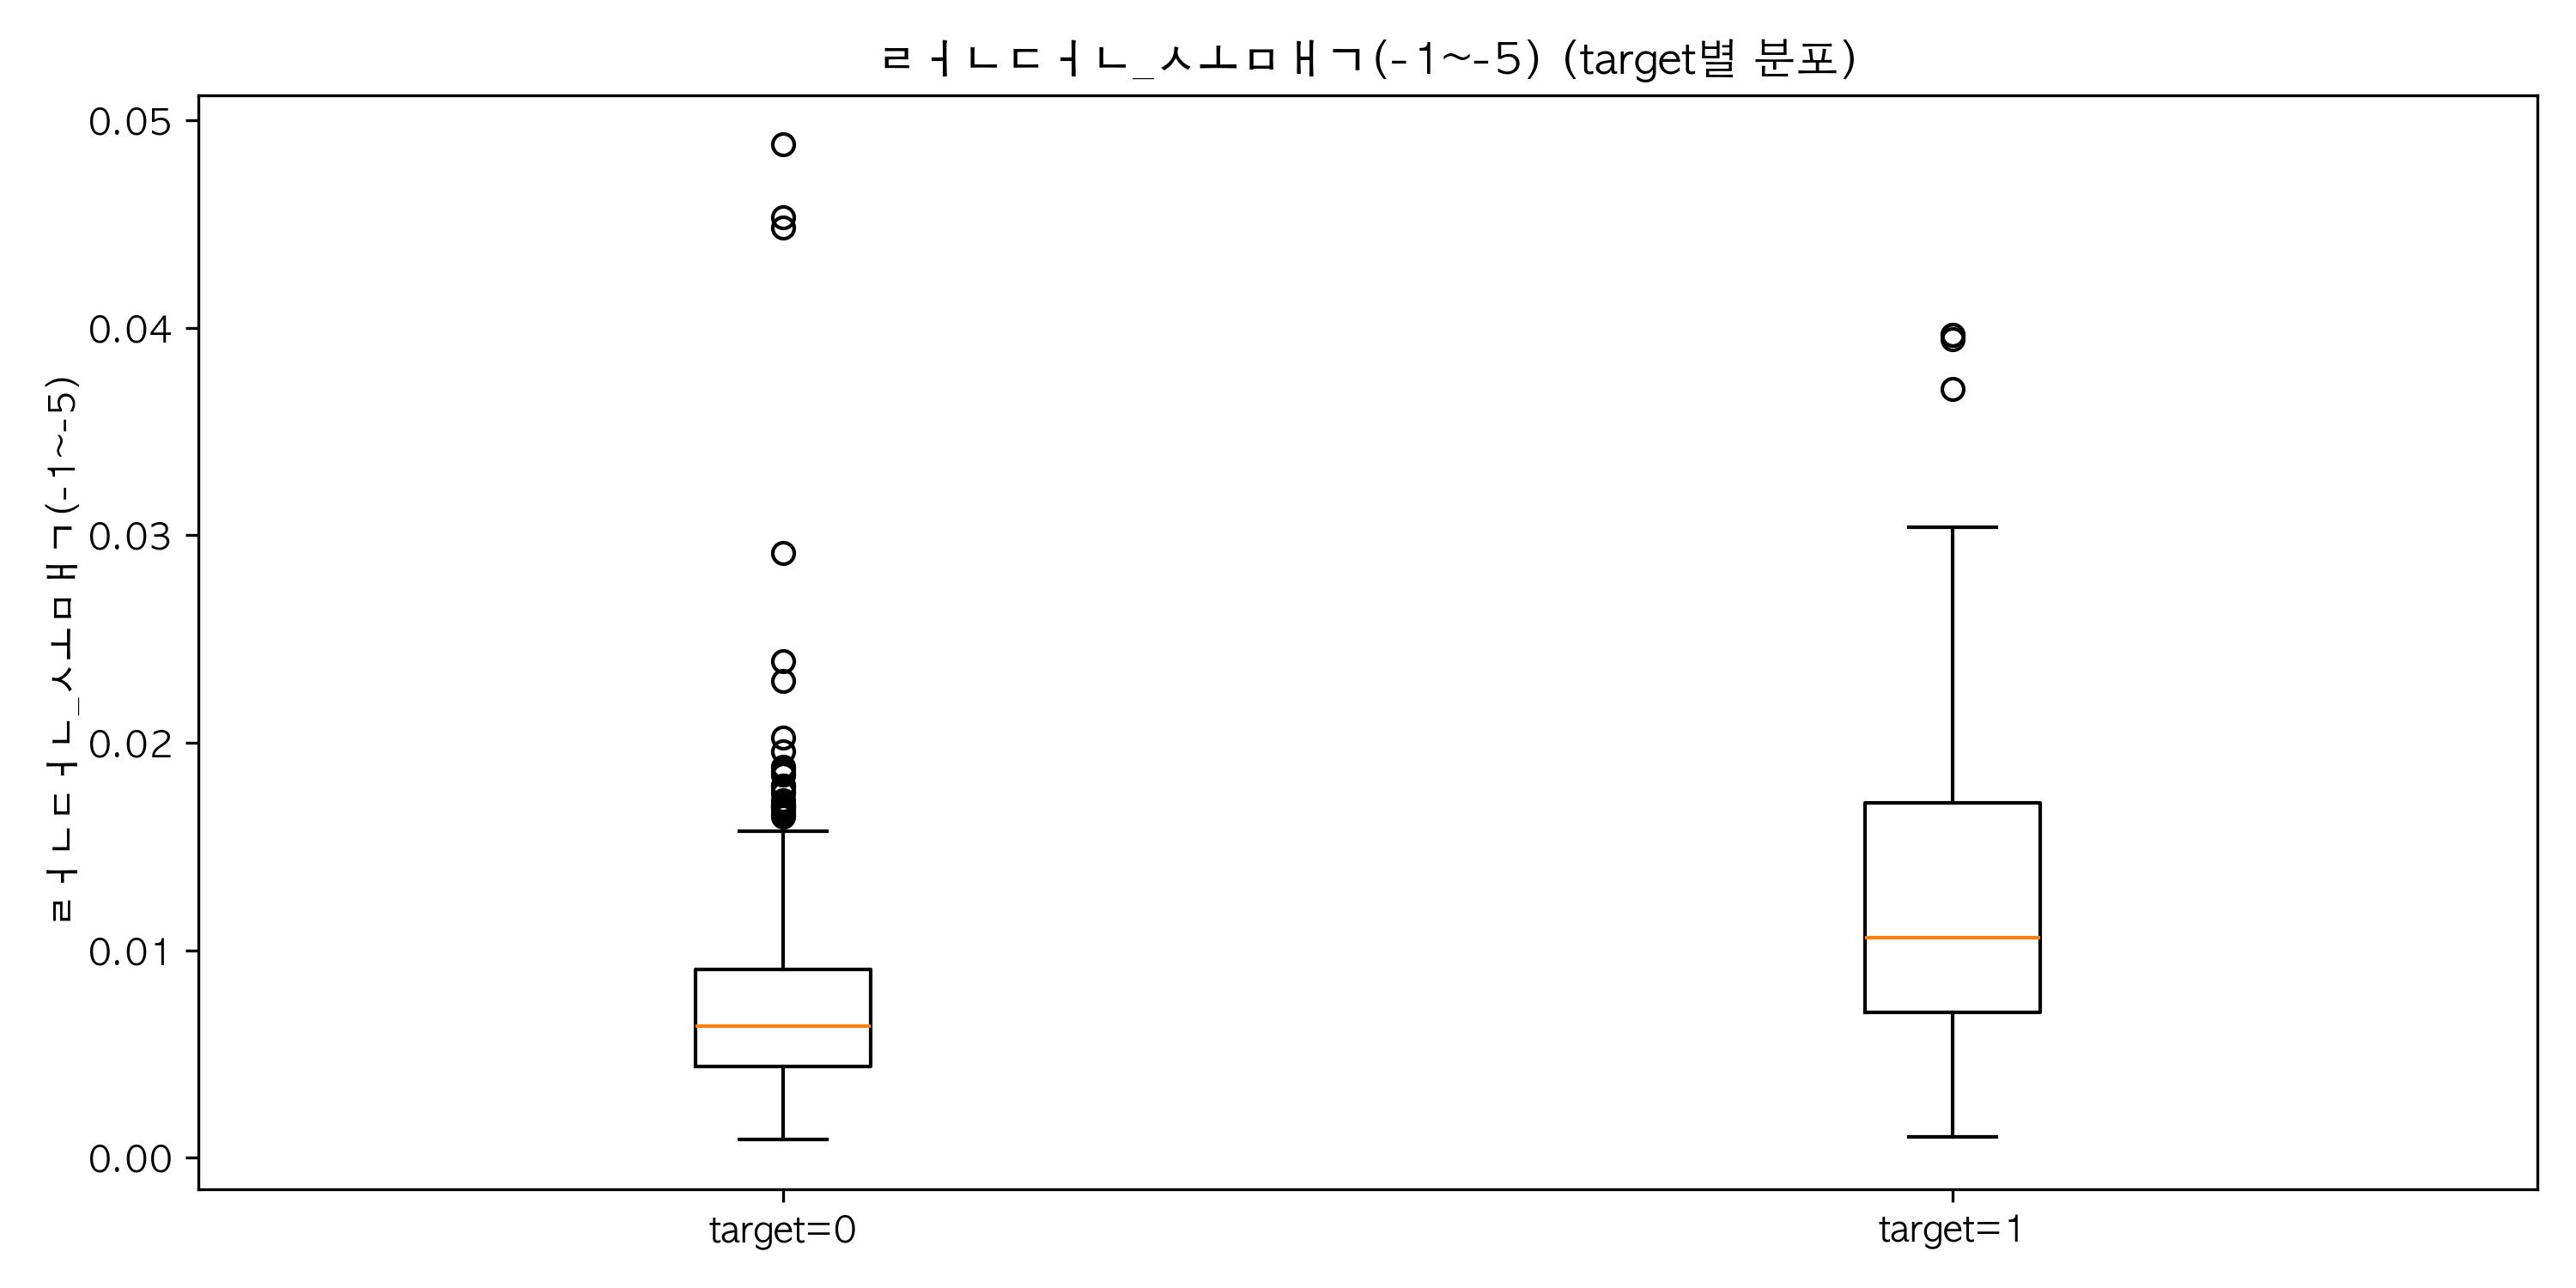 ㄹㅓㄴㄷㅓㄴ_ㅅㅗㅁㅐㄱ(-1~-5) (target별 분포)
ㄹㅓㄴㄷㅓㄴ_ㅅㅗㅁㅐㄱ(-1~-5)
0.05
0.04
0.03
0.02
0.01
0.00
target=0
target=1